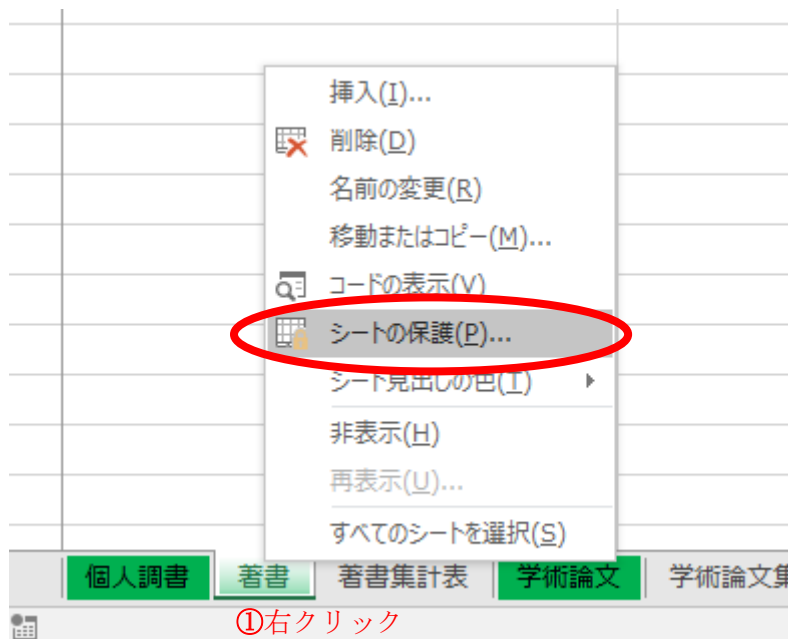 挿入(I)...
削除(D)
名前の変更(R)
移動またはコピー(M)...
コードの表示(V)
シートの保護(P)...
シート見出しの色(T)
非表示(H)
再表示(U)...
すべてのシートを選択(S)
個人調書 著書 著書集計表 学術論文 学術論文集
①右クリック